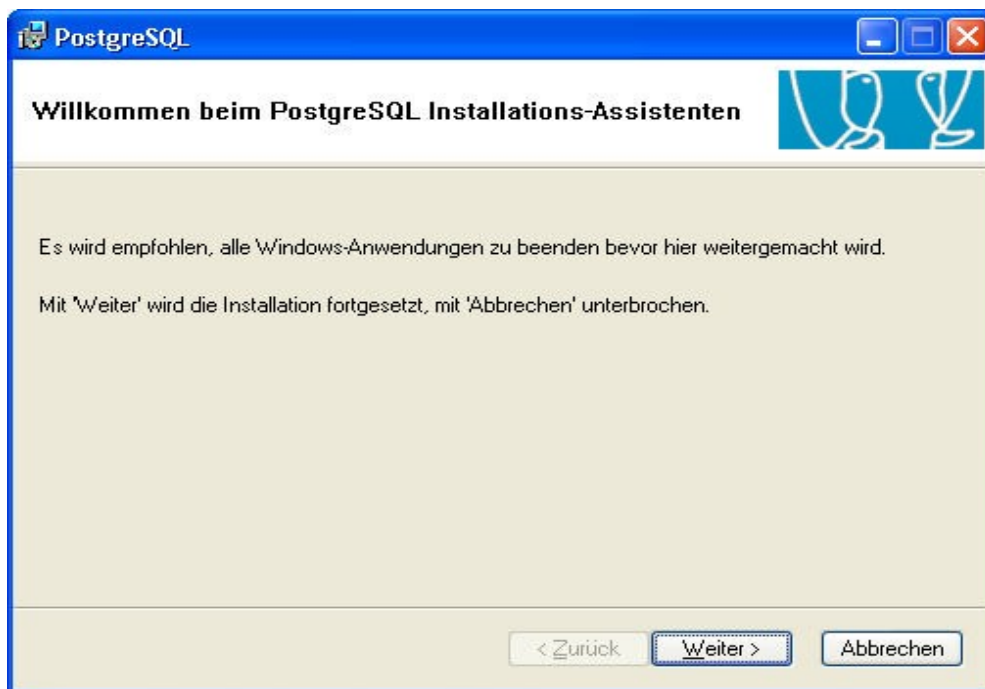 PostgreSQL
Willkommen beim PostgreSQL Installations-Assistenten
Es wird empfohlen, alle Windows-Anwendungen zu beenden bevor hier weitergemacht wird.
Mit 'Weiter' wird die Installation fortgesetzt, mit 'Abbrechen' unterbrochen.
< Zurück
Weiter >
Abbrechen